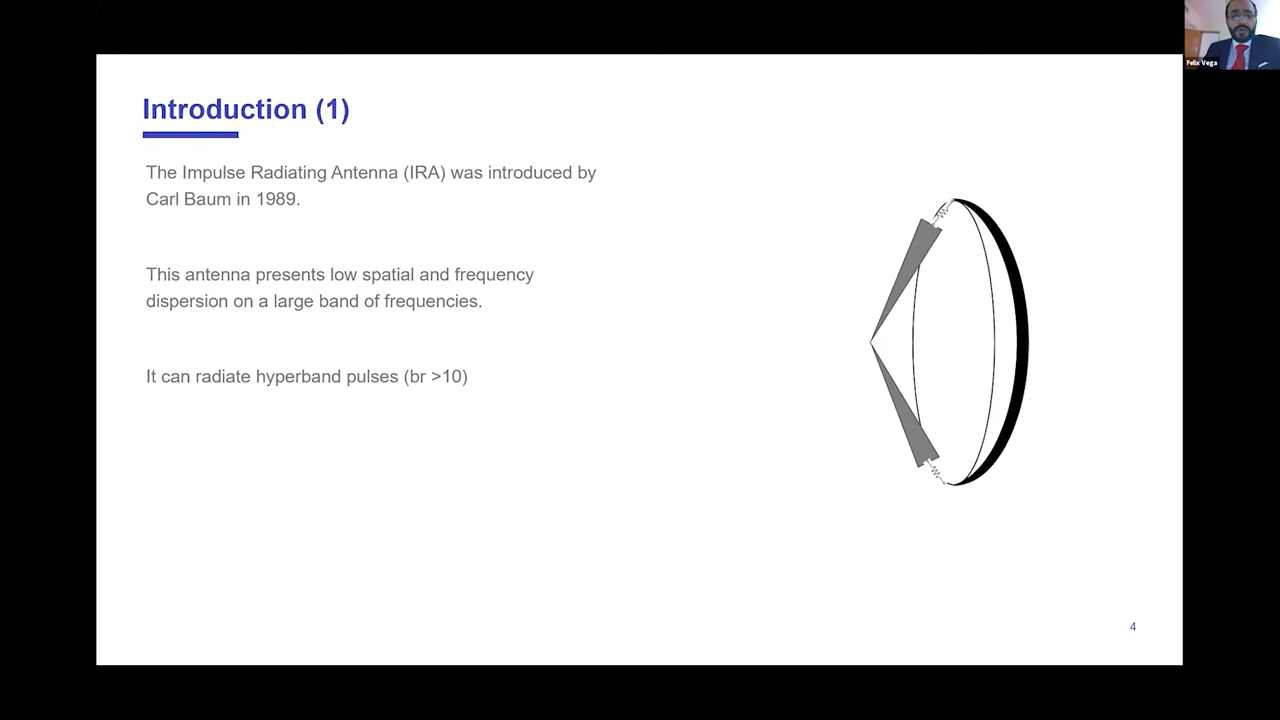 Introduction (1)
The Impulse Radiating Antenna (IRA) was introduced by
Carl Baum in 1989.
This antenna presents low spatial and frequency
dispersion on a large band of frequencies.
It can radiate hyperband pulses (br >10)
4
Felix Vega